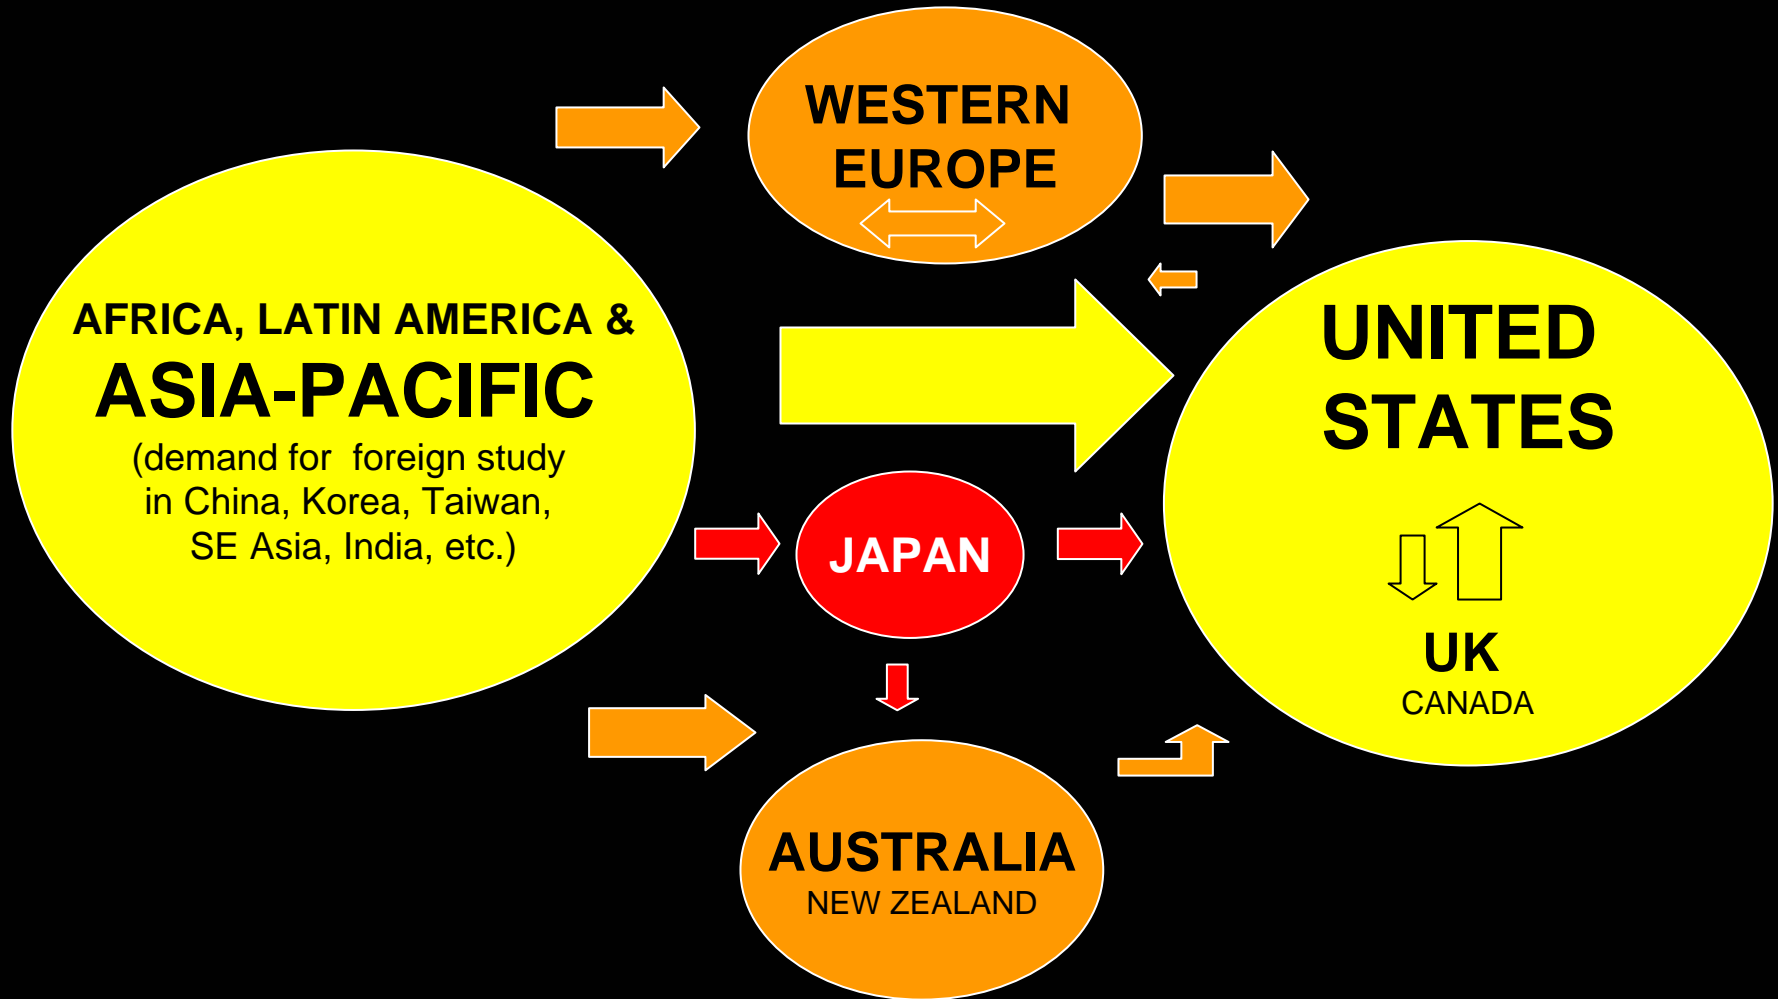 WESTERN
EUROPE
AFRICA, LATIN AMERICA &
ASIA-PACIFIC
(demand for foreign study
in China, Korea, Taiwan,
SE Asia, India, etc.)
UNITED
STATES
UK
CANADA
JAPAN
AUSTRALIA
NEW ZEALAND